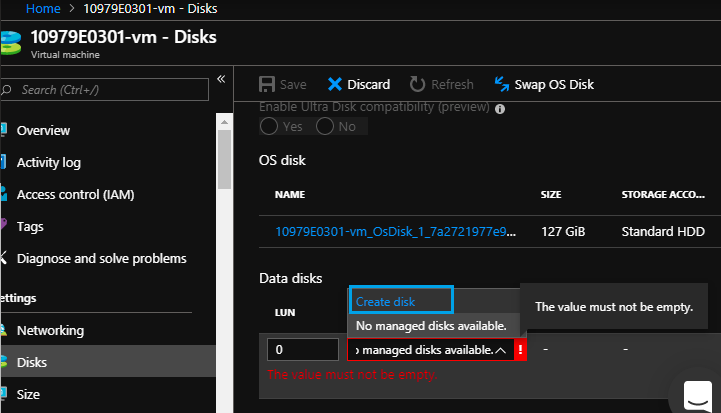 Home > 10979E0301-vm - Disks
10979E0301-vm - Disks
Virtual machine
Search (Ctrl+/)
Overview
Activity log
Access control (IAM)
Tags
Diagnose and solve problems
ettings
Networking
Disks
Size
Save Discard Refresh Swap OS Disk
Enable Ultra Disk compatibility (preview)
Yes No
OS disk
NAME SIZE STORAGE ACCO...
10979E0301-vm_OsDisk_1_7a2721977e9... 127 GiB Standard HDD
Data disks
LUN
Create disk
No managed disks available.
The value must not be empty.
0 o managed disks available. ! - -
The value must not be empty.